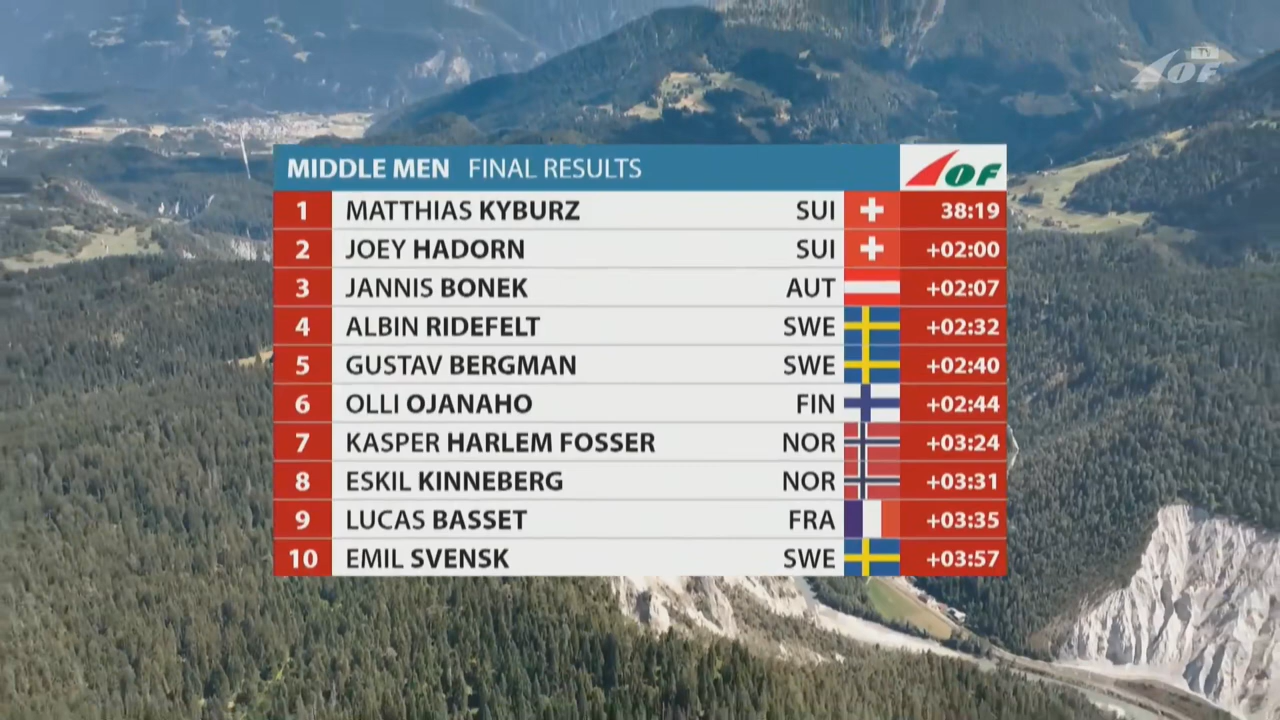 TV
IOF
MIDDLE MEN FINAL RESULTS IOF
1 MATTHIAS KYBURZ SUI 38:19
2 JOEY HADORN SUI +02:00
3 JANNIS BONEK AUT +02:07
4 ALBIN RIDEFELT SWE +02:32
5 GUSTAV BERGMAN SWE +02:40
6 OLLI OJANAHO FIN +02:44
7 KASPER HARLEM FOSSER NOR +03:24
8 ESKIL KINNEBERG NOR +03:31
9 LUCAS BASSET FRA +03:35
10 EMIL SVENSK SWE +03:57